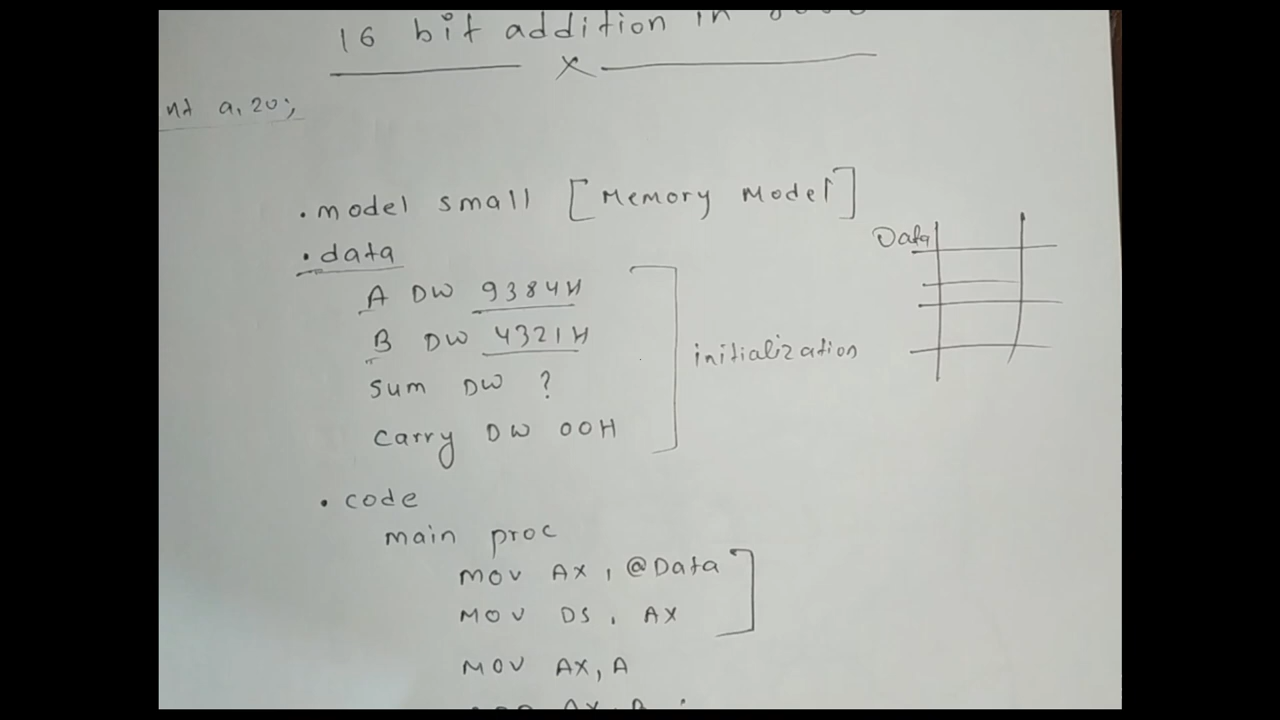 16 bit addition in
nt a, 20;
.model small [Memory Model]
.data
Data
A DW 9384H
B DW 4321H
initialization
Sum DW ?
Carry DW 00H
.code
main proc
MOV AX, @Data
MOV DS, AX
MOV AX, A